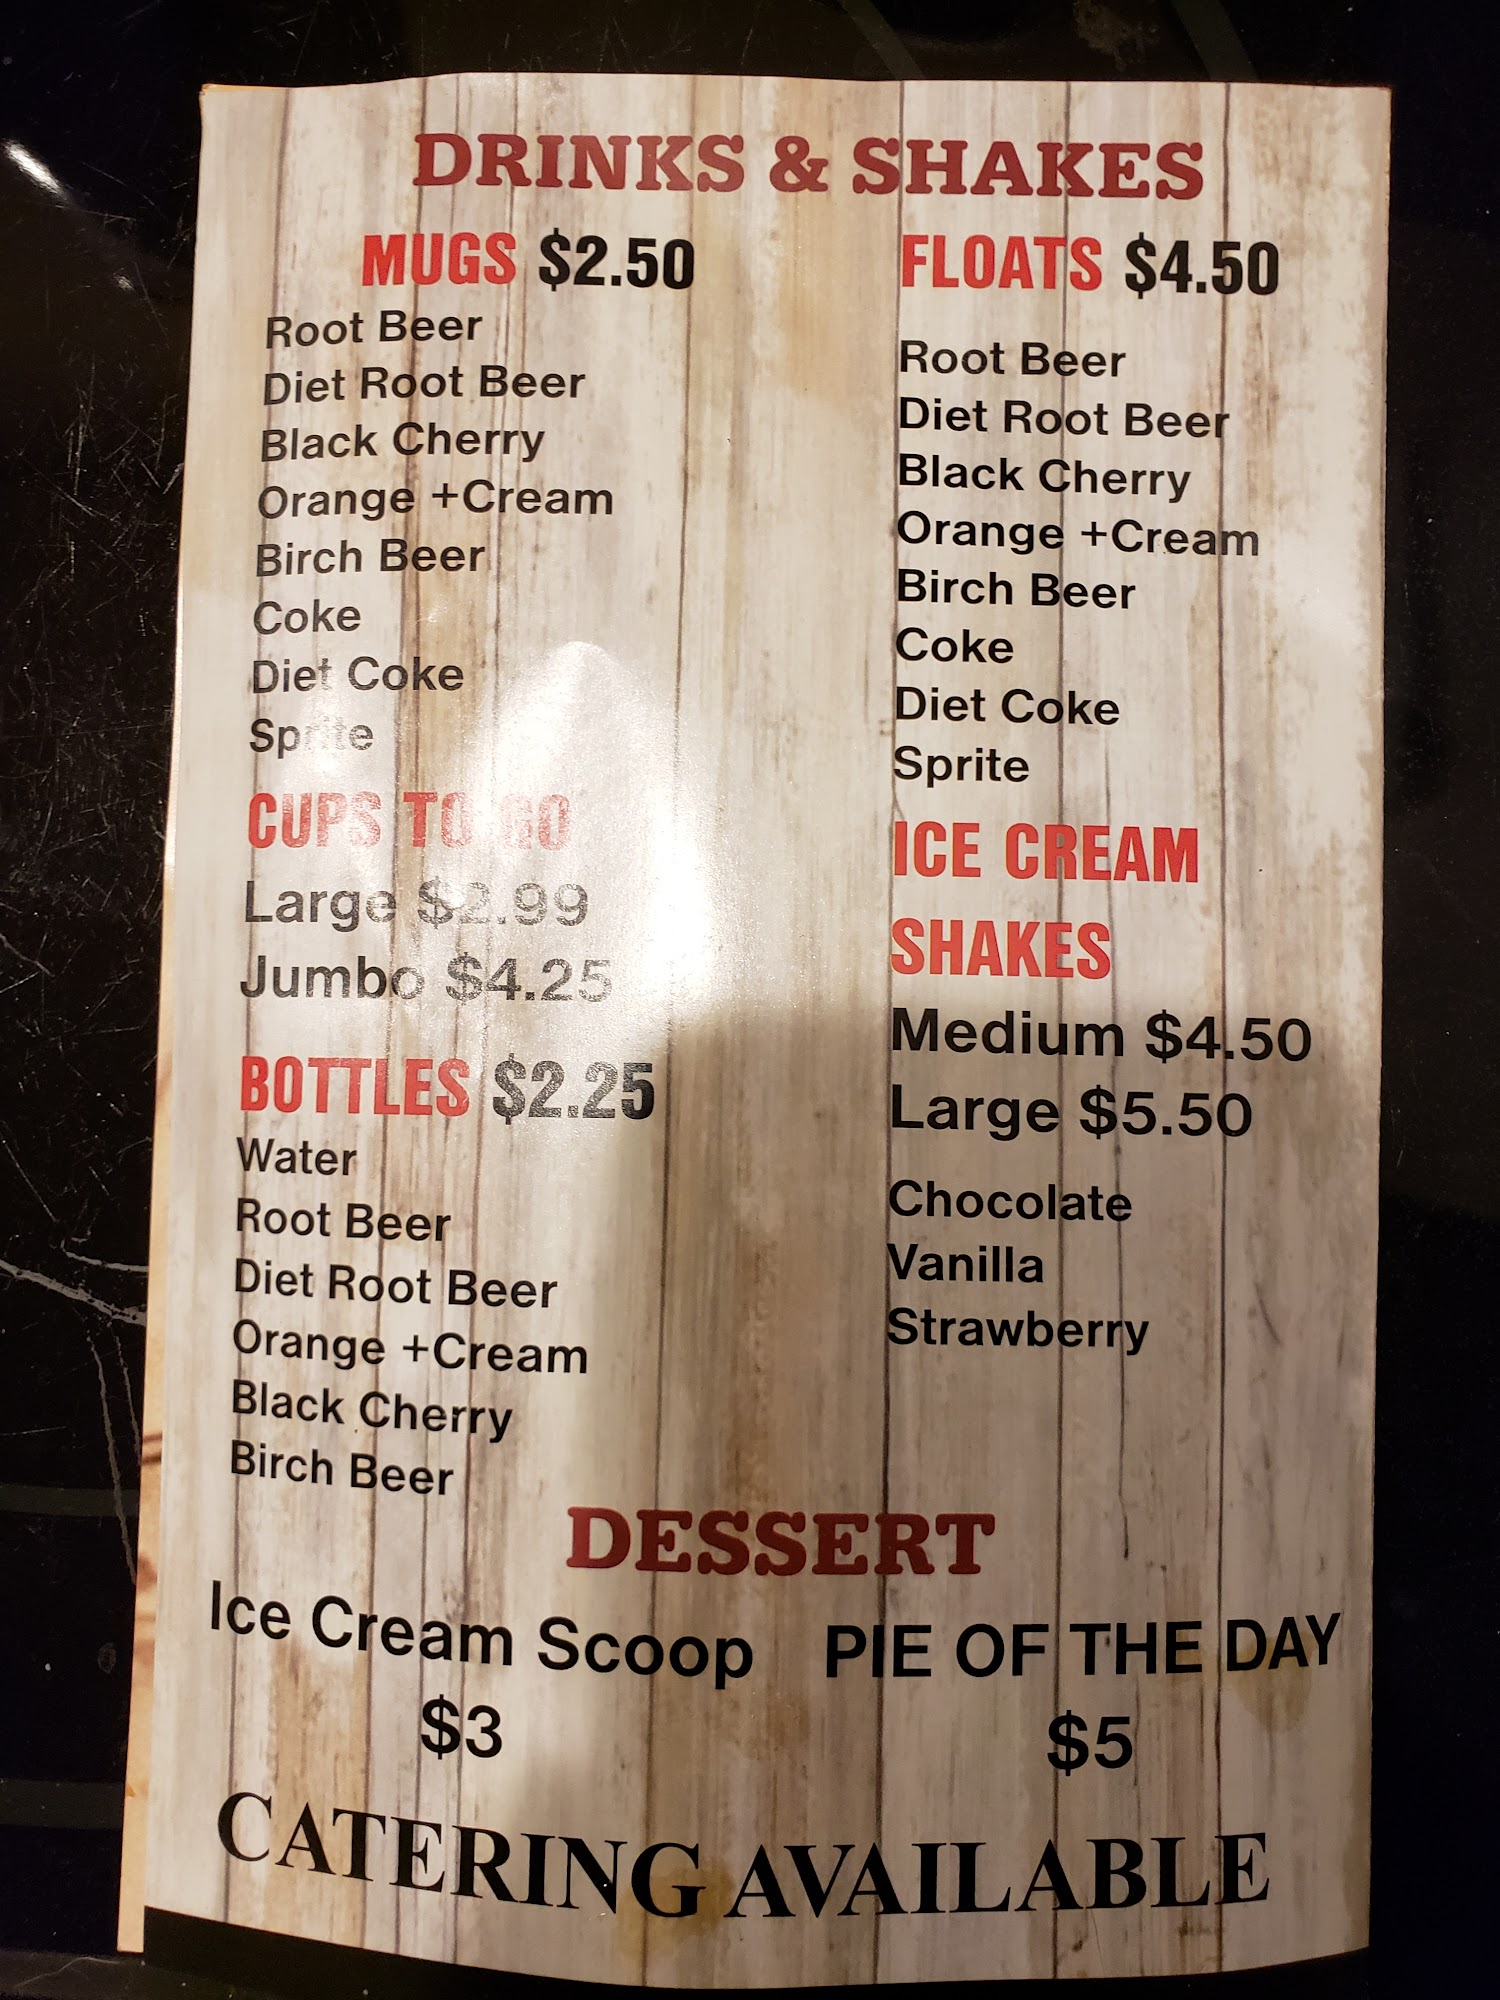 DRINKS & SHAKES
MUGS $2.50
Root Beer
Diet Root Beer
Black Cherry
Orange +Cream
Birch Beer
Coke
Diet Coke
Sprite
CUPS TO GO
Large $2.99
Jumbo $4.25
BOTTLES $2.25
Water
Root Beer
Diet Root Beer
Orange +Cream
Black Cherry
Birch Beer
FLOATS $4.50
Root Beer
Diet Root Beer
Black Cherry
Orange +Cream
Birch Beer
Coke
Diet Coke
Sprite
ICE CREAM
SHAKES
Medium $4.50
Large $5.50
Chocolate
Vanilla
Strawberry
DESSERT
Ice Cream Scoop
$3
PIE OF THE DAY
$5
CATERING AVAILABLE